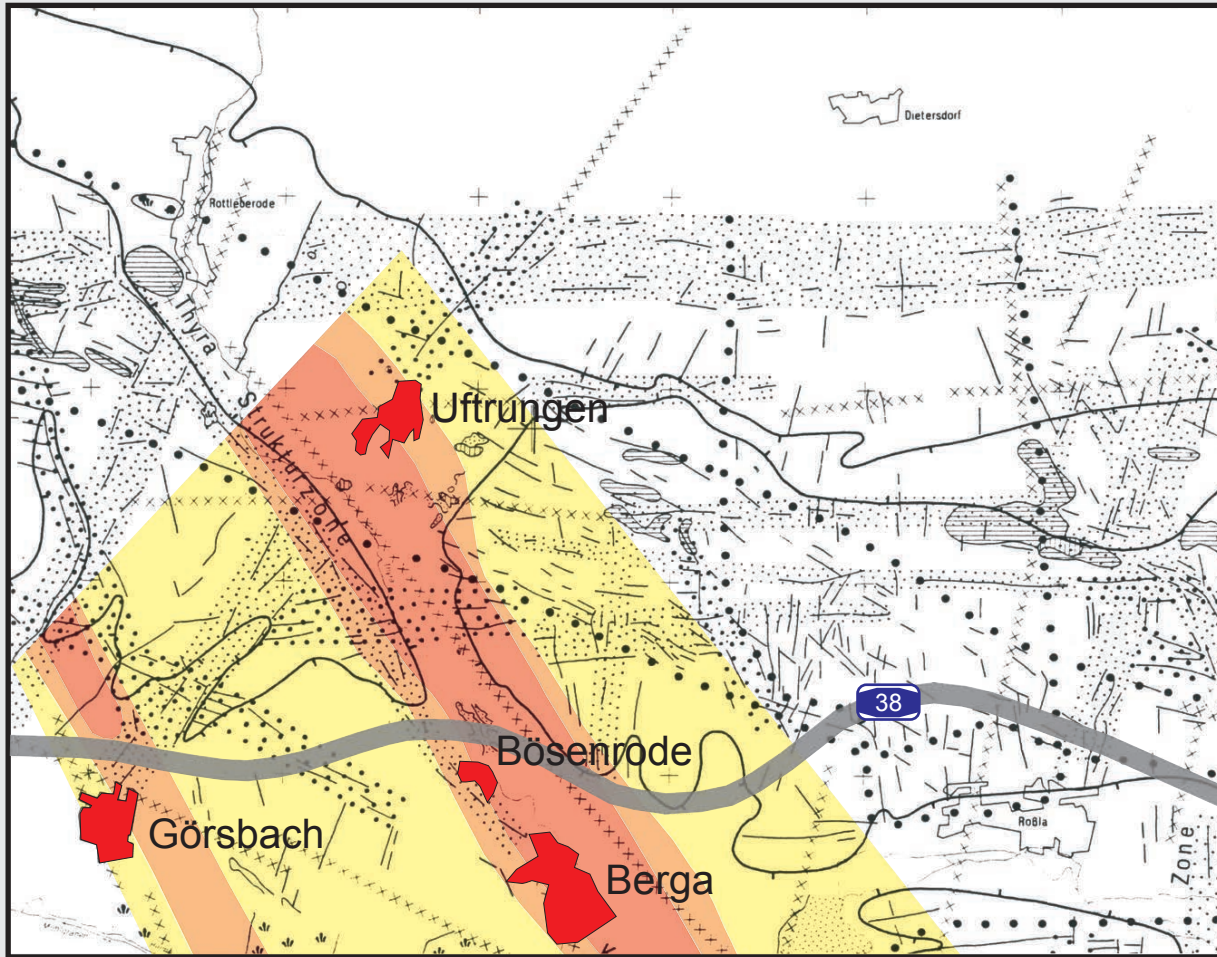 Dietersdorf
Rottleberode
Thyra
Strukturzone
Uftrungen
38
Bösenrode
Görsbach
Roßla
Berga
Zone